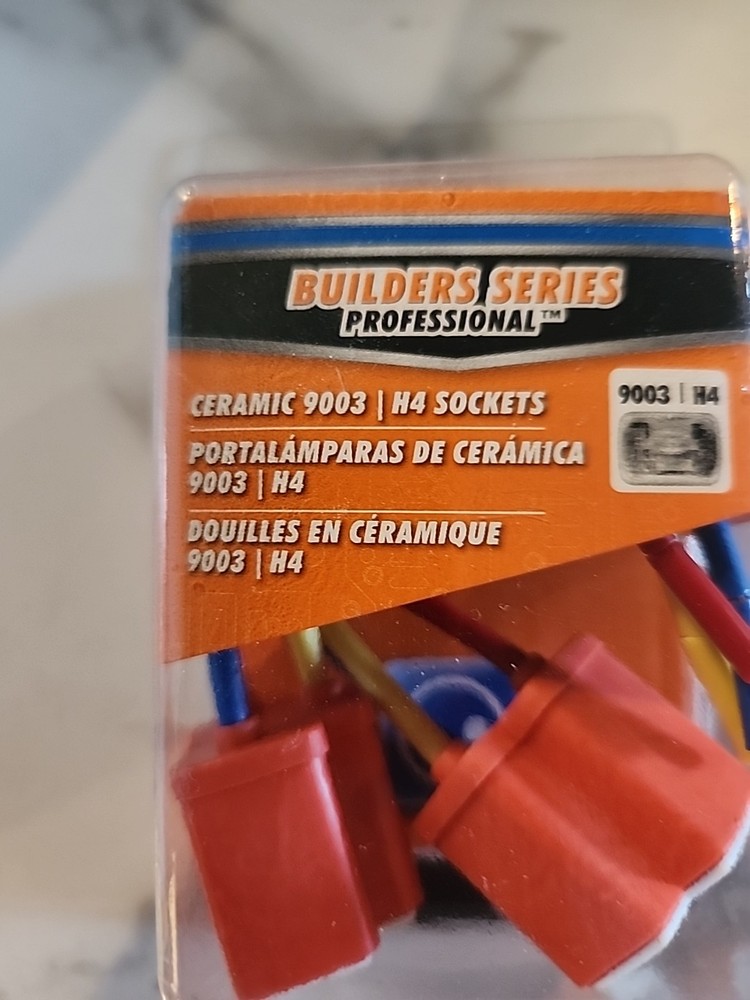 BUILDERS SERIES
PROFESSIONAL™
CERAMIC 9003 | H4 SOCKETS
9003 | H4
PORTALÁMPARAS DE CERÁMICA
9003 | H4
DOUILLES EN CÉRAMIQUE
9003 | H4